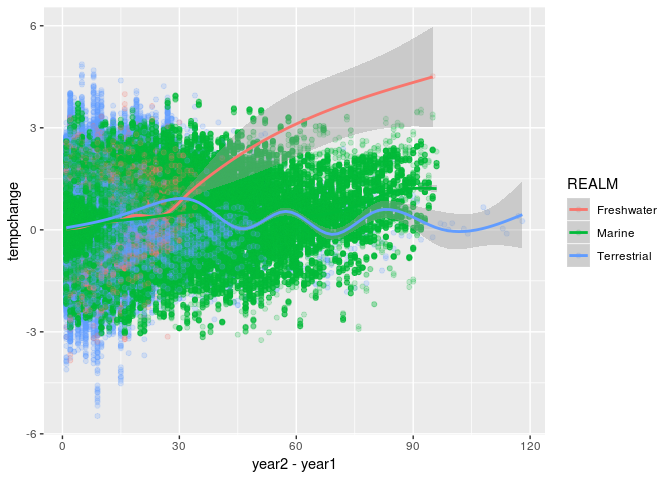 6
3
0
-3
-6
tempchange
0
30
60
90
120
year2 - year1
REALM
Freshwater
Marine
Terrestrial